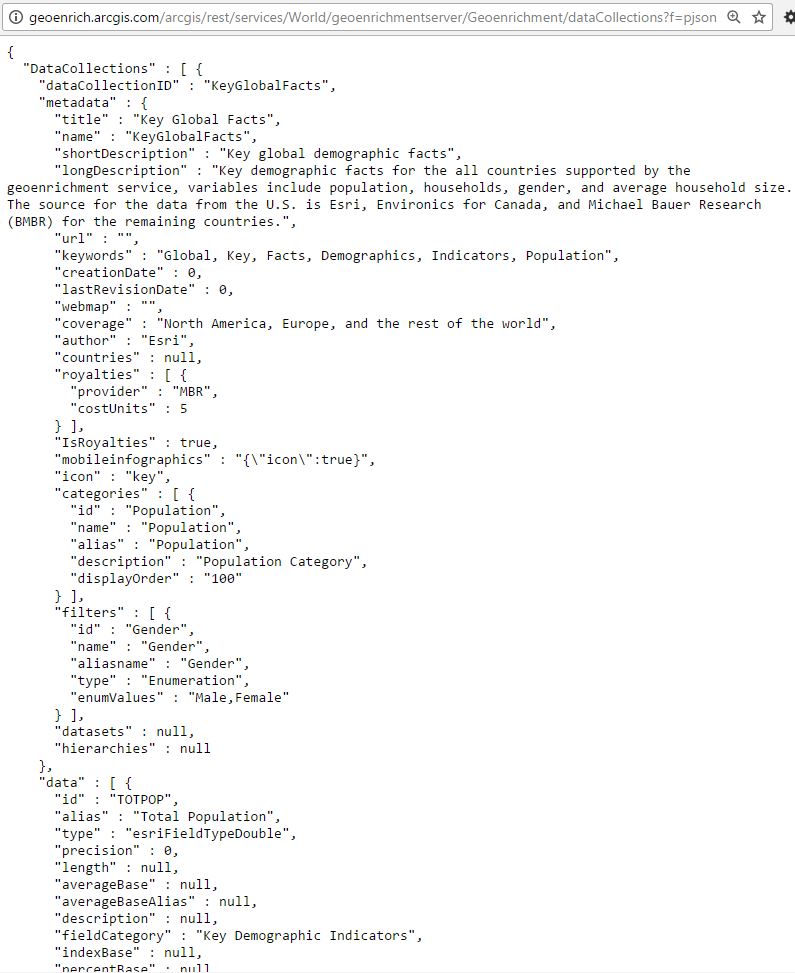 geoenrich.arcgis.com/arcgis/rest/services/World/geoenrichmentserver/Geoenrichment/dataCollections?f=pjson
{
  "DataCollections" : [ {
    "dataCollectionID" : "KeyGlobalFacts",
    "metadata" : {
      "title" : "Key Global Facts",
      "name" : "KeyGlobalFacts",
      "shortDescription" : "Key global demographic facts",
      "longDescription" : "Key demographic facts for the all countries supported by the
geoenrichment service, variables include population, households, gender, and average household size.
The source for the data from the U.S. is Esri, Environics for Canada, and Michael Bauer Research
(BMBR) for the remaining countries.",
      "url" : "",
      "keywords" : "Global, Key, Facts, Demographics, Indicators, Population",
      "creationDate" : 0,
      "lastRevisionDate" : 0,
      "webmap" : "",
      "coverage" : "North America, Europe, and the rest of the world",
      "author" : "Esri",
      "countries" : null,
      "royalties" : [ {
        "provider" : "MBR",
        "costUnits" : 5
      } ],
      "IsRoyalties" : true,
      "mobileinfographics" : "{\"icon\":true}",
      "icon" : "key",
      "categories" : [ {
        "id" : "Population",
        "name" : "Population",
        "alias" : "Population",
        "description" : "Population Category",
        "displayOrder" : "100"
      } ],
      "filters" : [ {
        "id" : "Gender",
        "name" : "Gender",
        "aliasname" : "Gender",
        "type" : "Enumeration",
        "enumValues" : "Male,Female"
      } ],
      "datasets" : null,
      "hierarchies" : null
    },
    "data" : [ {
      "id" : "TOTPOP",
      "alias" : "Total Population",
      "type" : "esriFieldTypeDouble",
      "precision" : 0,
      "length" : null,
      "averageBase" : null,
      "averageBaseAlias" : null,
      "description" : null,
      "fieldCategory" : "Key Demographic Indicators",
      "indexBase" : null,
      "percentBase" : null